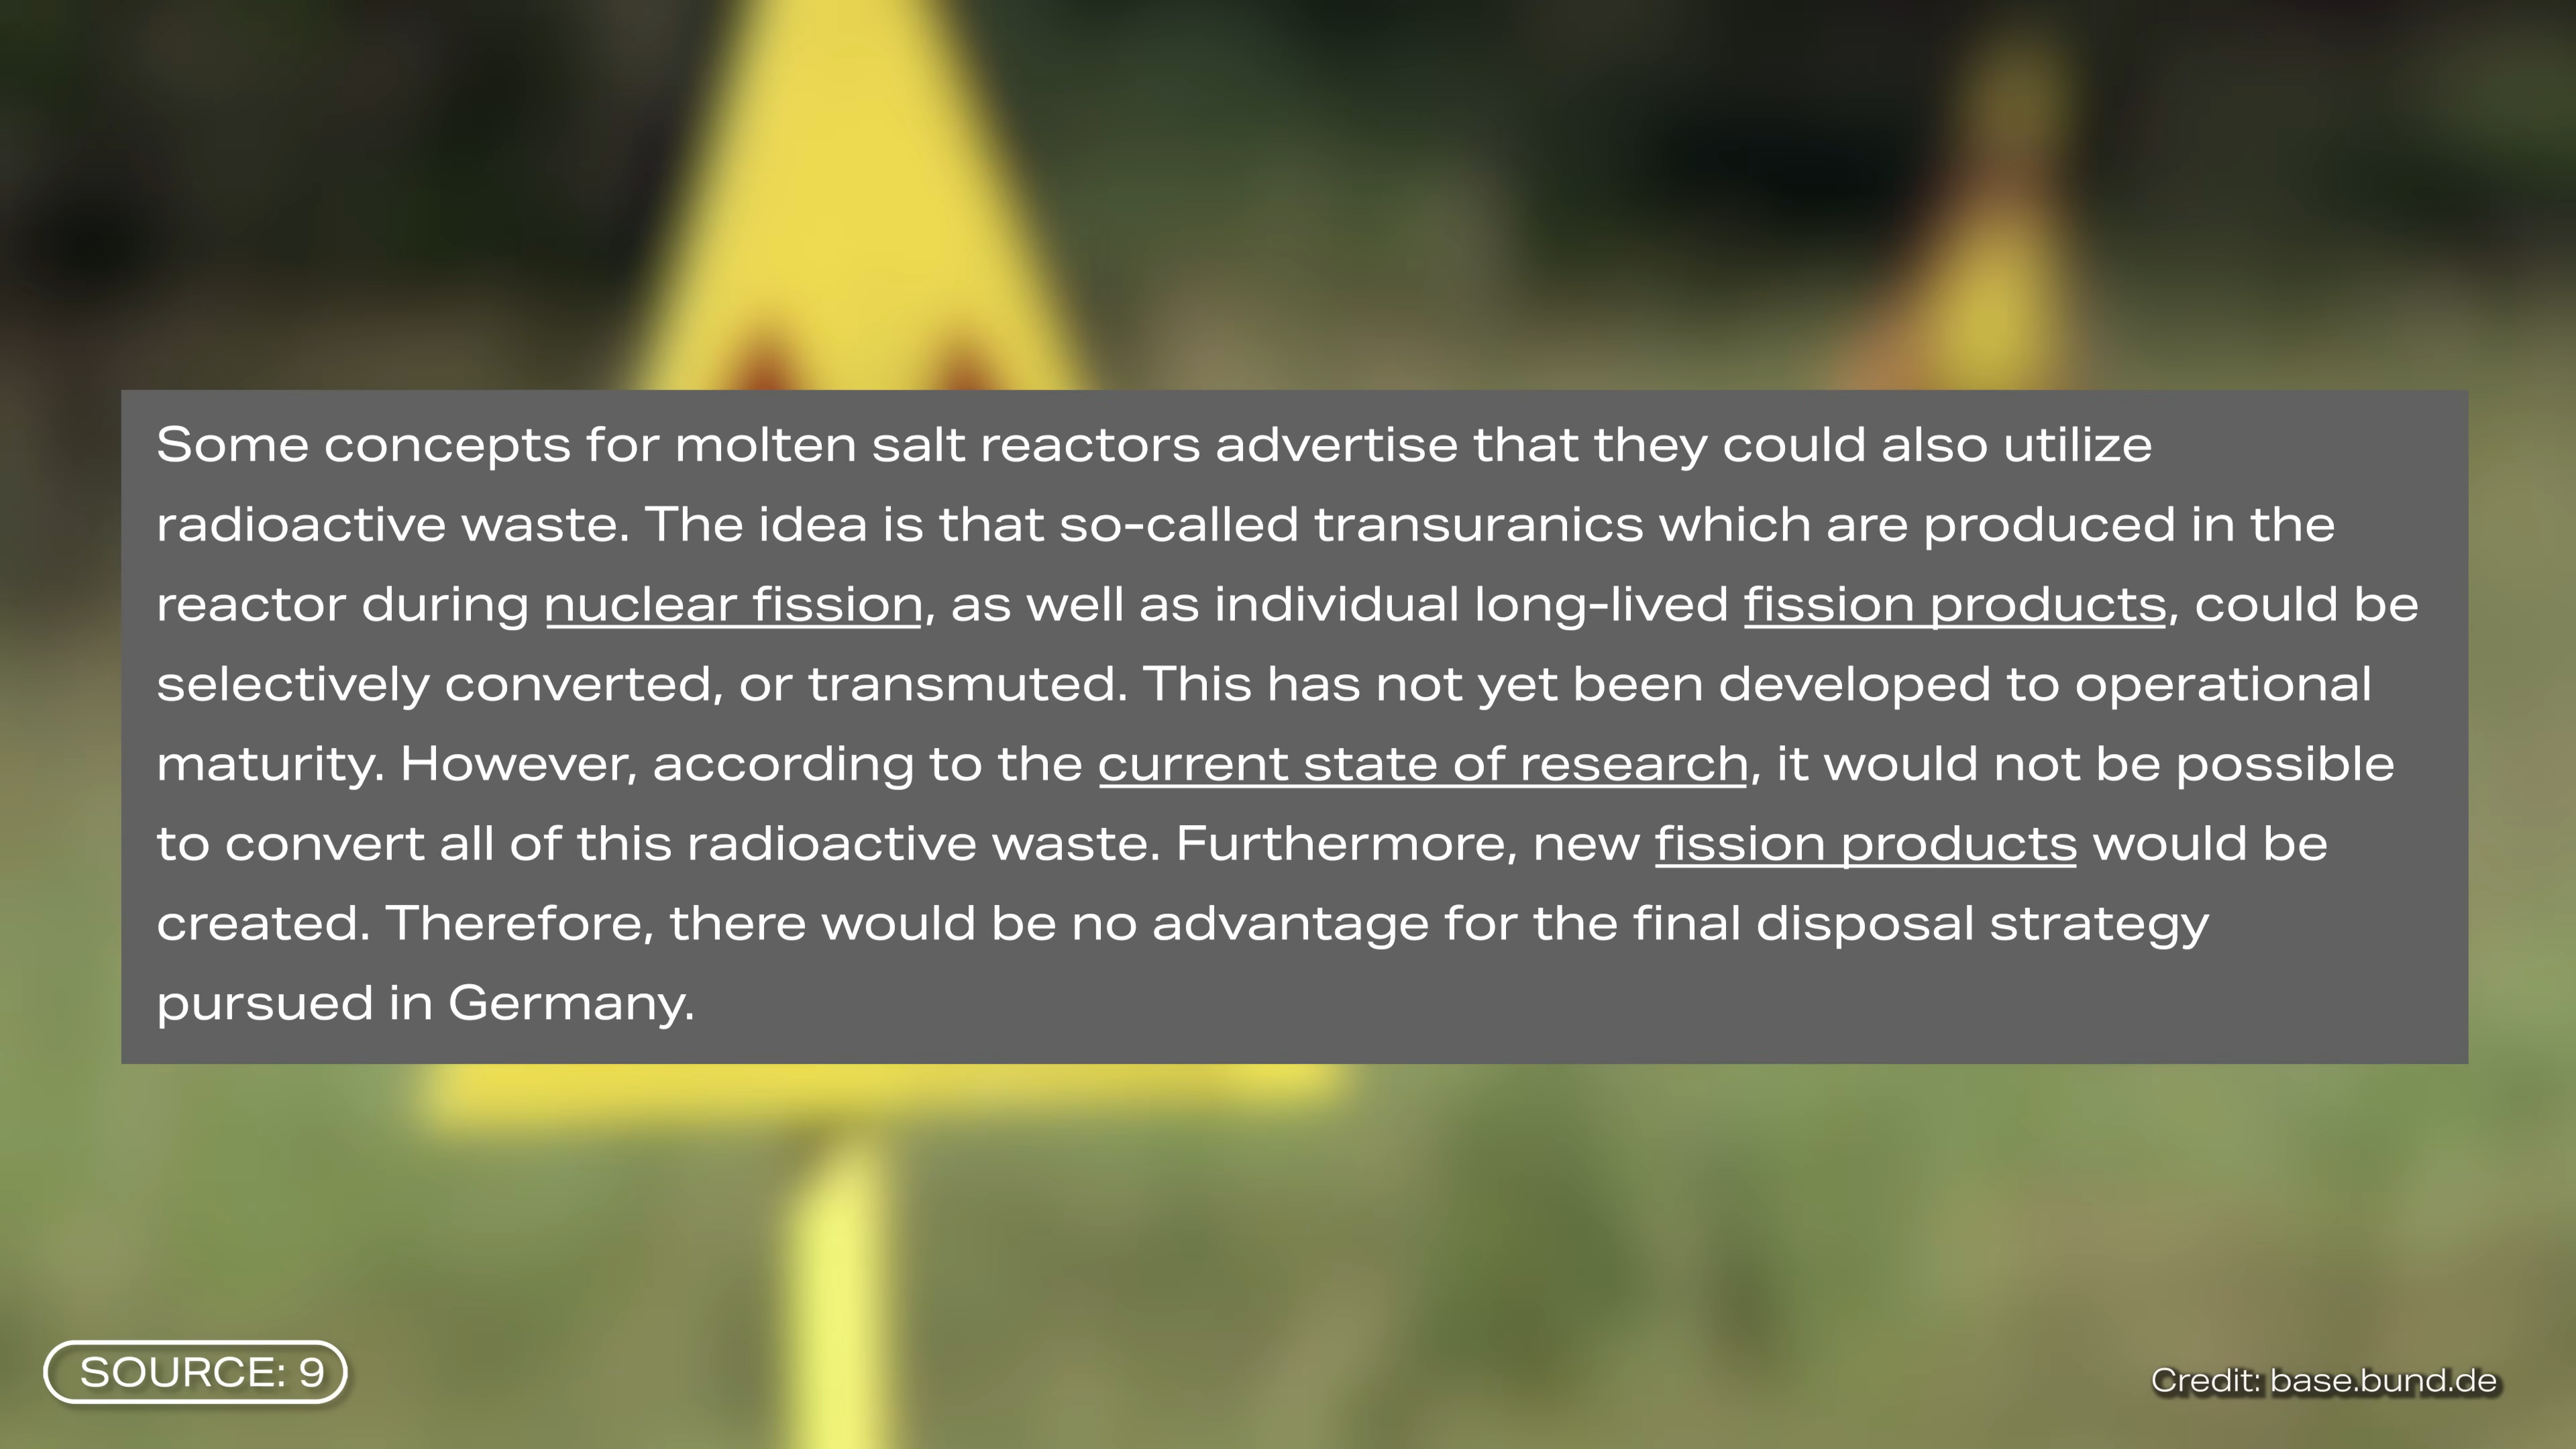 Some concepts for molten salt reactors advertise that they could also utilize
radioactive waste. The idea is that so-called transuranics which are produced in the
reactor during nuclear fission, as well as individual long-lived fission products, could be
selectively converted, or transmuted. This has not yet been developed to operational
maturity. However, according to the current state of research, it would not be possible
to convert all of this radioactive waste. Furthermore, new fission products would be
created. Therefore, there would be no advantage for the final disposal strategy
pursued in Germany.
SOURCE: 9
Credit: base.bund.de